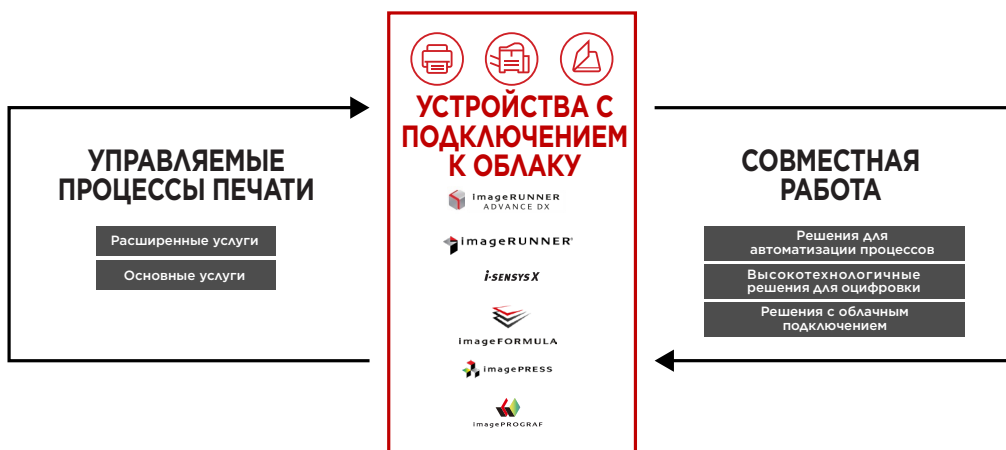 УПРАВЛЯЕМЫЕ
ПРОЦЕССЫ ПЕЧАТИ
Расширенные услуги
Основные услуги
УСТРОЙСТВА С
ПОДКЛЮЧЕНИЕМ
К ОБЛАКУ
imageRUNNER
ADVANCE DX
imageRUNNER®
i-SENSYS X
imageFORMULA
imagePRESS
imagePROGRAF
СОВМЕСТНАЯ
РАБОТА
Решения для
автоматизации процессов
Высокотехнологичные
решения для оцифровки
Решения с облачным
подключением